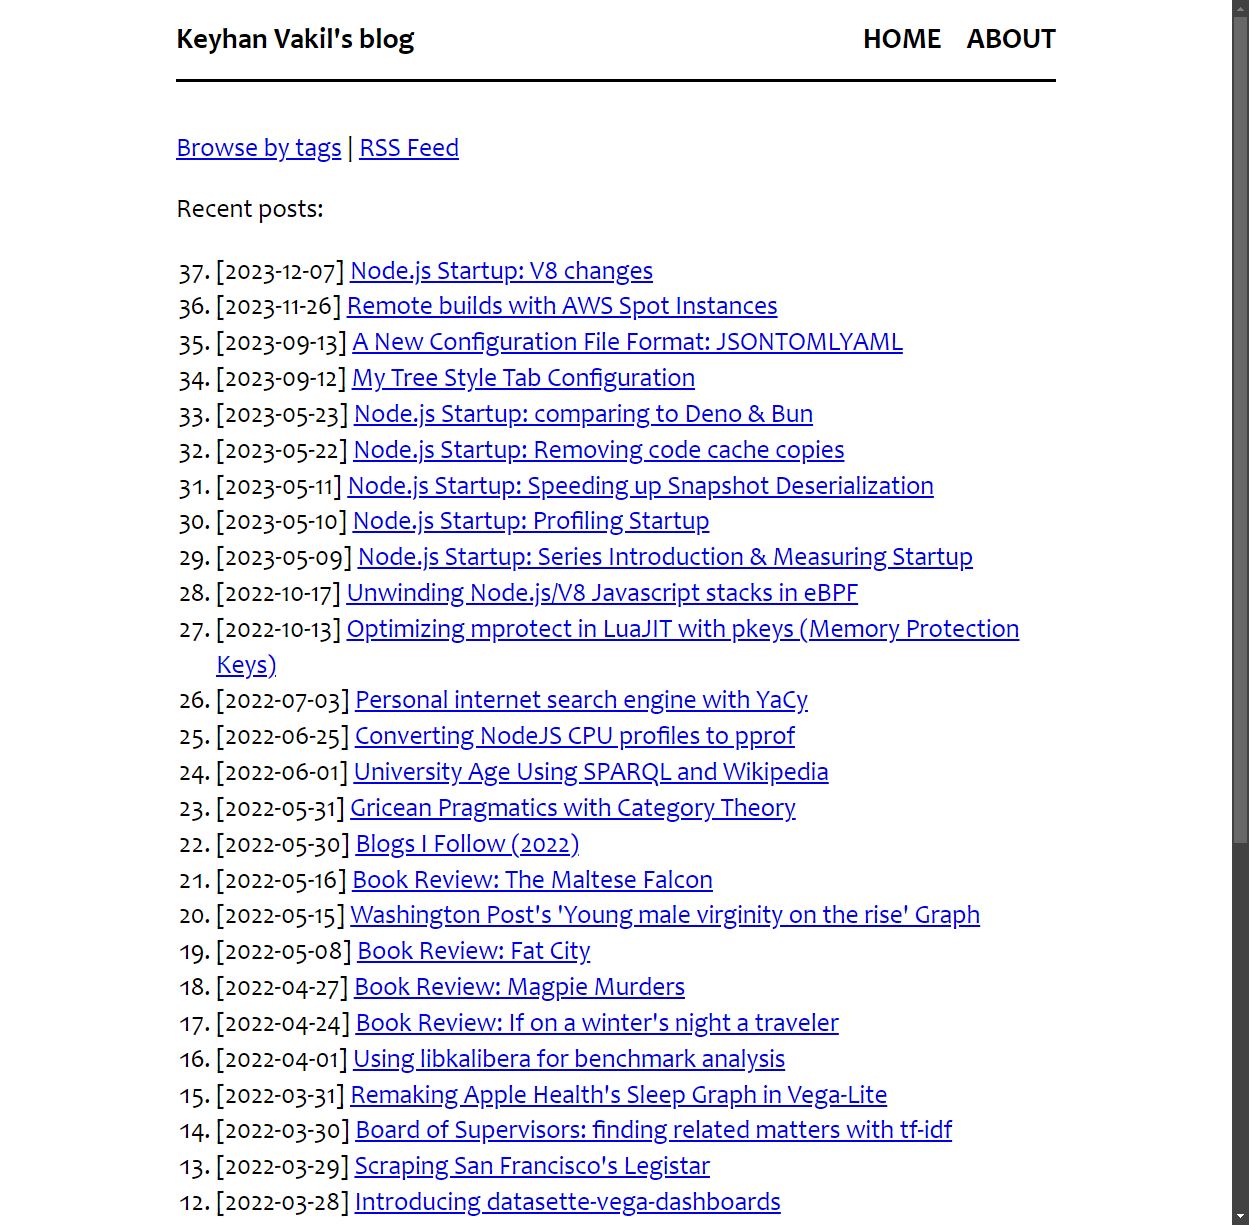 Keyhan Vakil's blog HOME ABOUT
Browse by tags | RSS Feed
Recent posts:
37. [2023-12-07] Node.js Startup: V8 changes
36. [2023-11-26] Remote builds with AWS Spot Instances
35. [2023-09-13] A New Configuration File Format: JSONTOMLYAML
34. [2023-09-12] My Tree Style Tab Configuration
33. [2023-05-23] Node.js Startup: comparing to Deno & Bun
32. [2023-05-22] Node.js Startup: Removing code cache copies
31. [2023-05-11] Node.js Startup: Speeding up Snapshot Deserialization
30. [2023-05-10] Node.js Startup: Profiling Startup
29. [2023-05-09] Node.js Startup: Series Introduction & Measuring Startup
28. [2022-10-17] Unwinding Node.js/V8 Javascript stacks in eBPF
27. [2022-10-13] Optimizing mprotect in LuaJIT with pkeys (Memory Protection
Keys)
26. [2022-07-03] Personal internet search engine with YaCy
25. [2022-06-25] Converting NodeJS CPU profiles to pprof
24. [2022-06-01] University Age Using SPARQL and Wikipedia
23. [2022-05-31] Gricean Pragmatics with Category Theory
22. [2022-05-30] Blogs I Follow (2022)
21. [2022-05-16] Book Review: The Maltese Falcon
20. [2022-05-15] Washington Post's 'Young male virginity on the rise' Graph
19. [2022-05-08] Book Review: Fat City
18. [2022-04-27] Book Review: Magpie Murders
17. [2022-04-24] Book Review: If on a winter's night a traveler
16. [2022-04-01] Using libkalibera for benchmark analysis
15. [2022-03-31] Remaking Apple Health's Sleep Graph in Vega-Lite
14. [2022-03-30] Board of Supervisors: finding related matters with tf-idf
13. [2022-03-29] Scraping San Francisco's Legistar
12. [2022-03-28] Introducing datasette-vega-dashboards